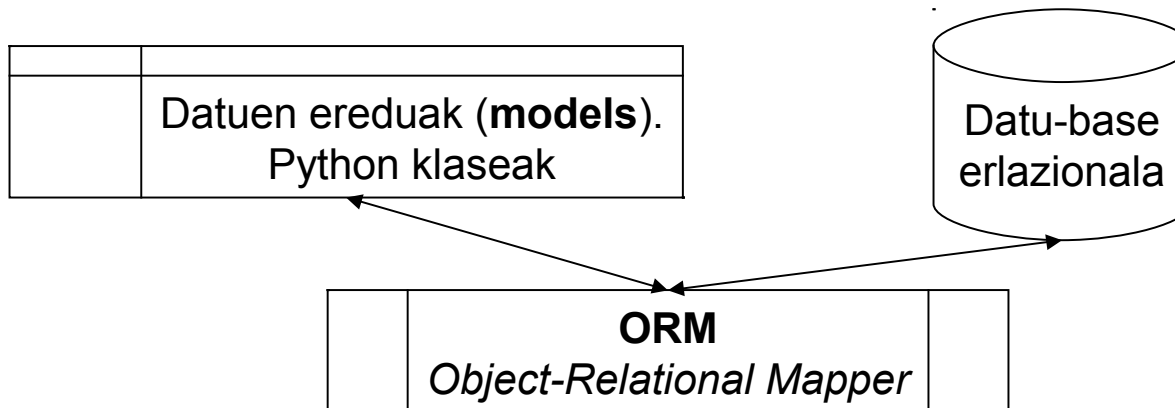 Datuen ereduak (models).
Python klaseak
Datu-base
erlazionala
ORM
Object-Relational Mapper